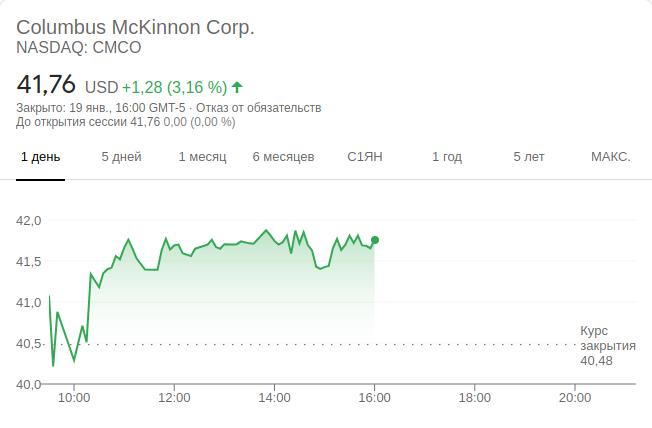 Columbus McKinnon Corp.
NASDAQ: CMCO
41,76 USD +1,28 (3,16 %)
Закрыто: 19 янв., 16:00 GMT-5 · Отказ от обязательств
До открытия сессии 41,76 0,00 (0,00 %)
1 день 5 дней 1 месяц 6 месяцев С1ЯН 1 год 5 лет МАКС.
42,0
41,5
41,0
40,5
40,0
Курс
закрытия
40,48
10:00 12:00 14:00 16:00 18:00 20:00